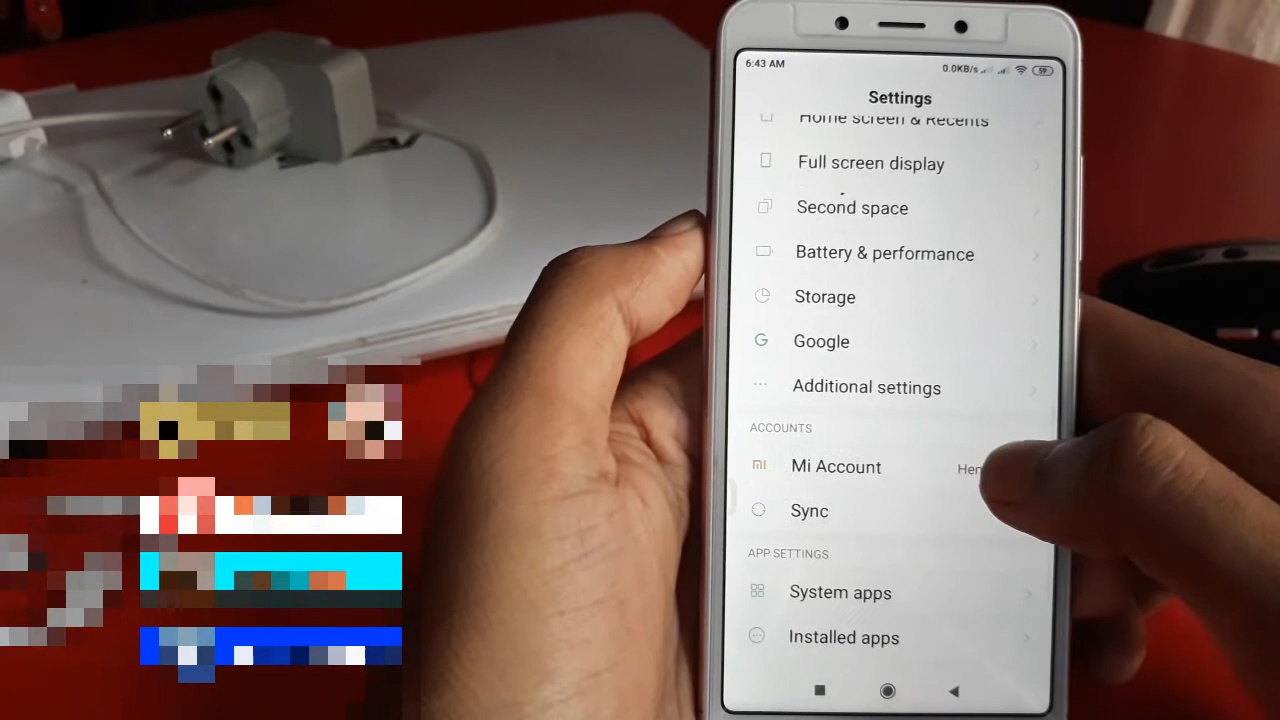 6:43 AM
0.0KB/s
59
Settings
Home screen & Recents
Full screen display
Second space
Battery & performance
Storage
Google
Additional settings
ACCOUNTS
Mi Account
Sync
APP SETTINGS
System apps
Installed apps